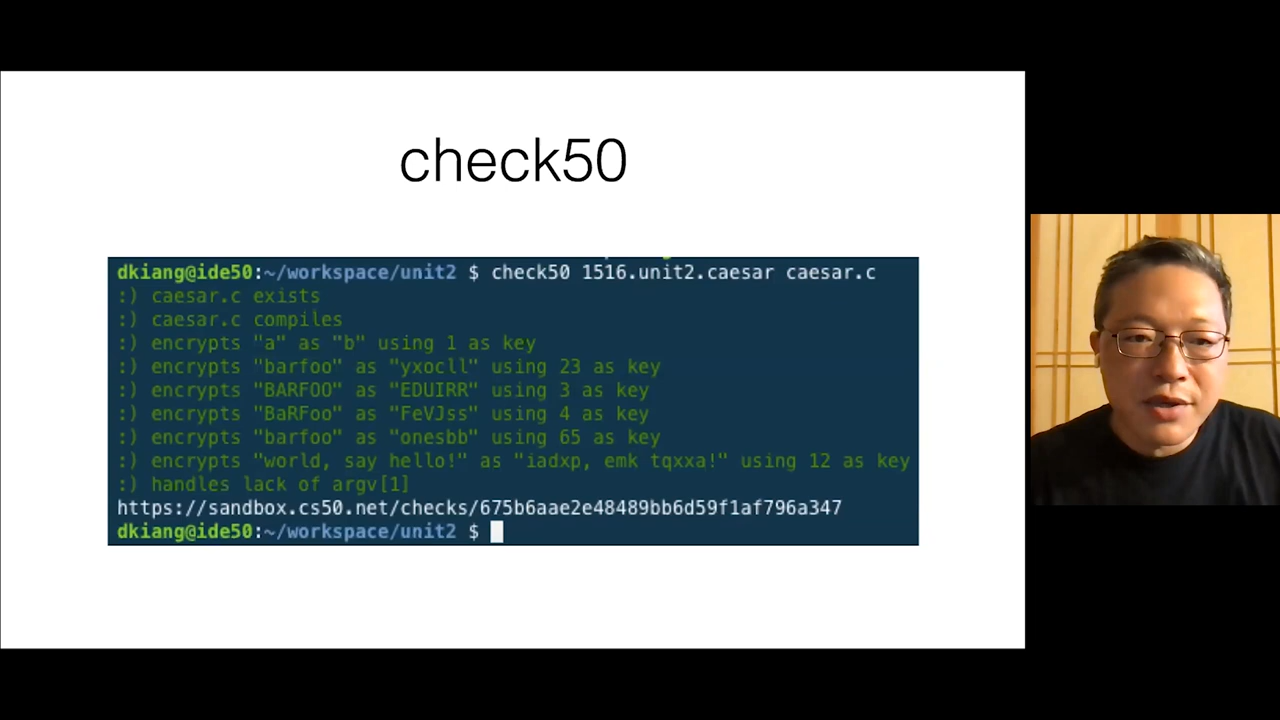 check50
dkiang@ide50:~/workspace/unit2 $ check50 1516.unit2.caesar caesar.c
:) caesar.c exists
:) caesar.c compiles
:) encrypts "a" as "b" using 1 as key
:) encrypts "barfoo" as "yxocll" using 23 as key
:) encrypts "BARFOO" as "EDUIRR" using 3 as key
:) encrypts "BaRFoo" as "FeVJss" using 4 as key
:) encrypts "barfoo" as "onesbb" using 65 as key
:) encrypts "world, say hello!" as "iadxp, emk tqxxa!" using 12 as key
:) handles lack of argv[1]
https://sandbox.cs50.net/checks/675b6aae2e48489bb6d59f1af796a347
dkiang@ide50:~/workspace/unit2 $